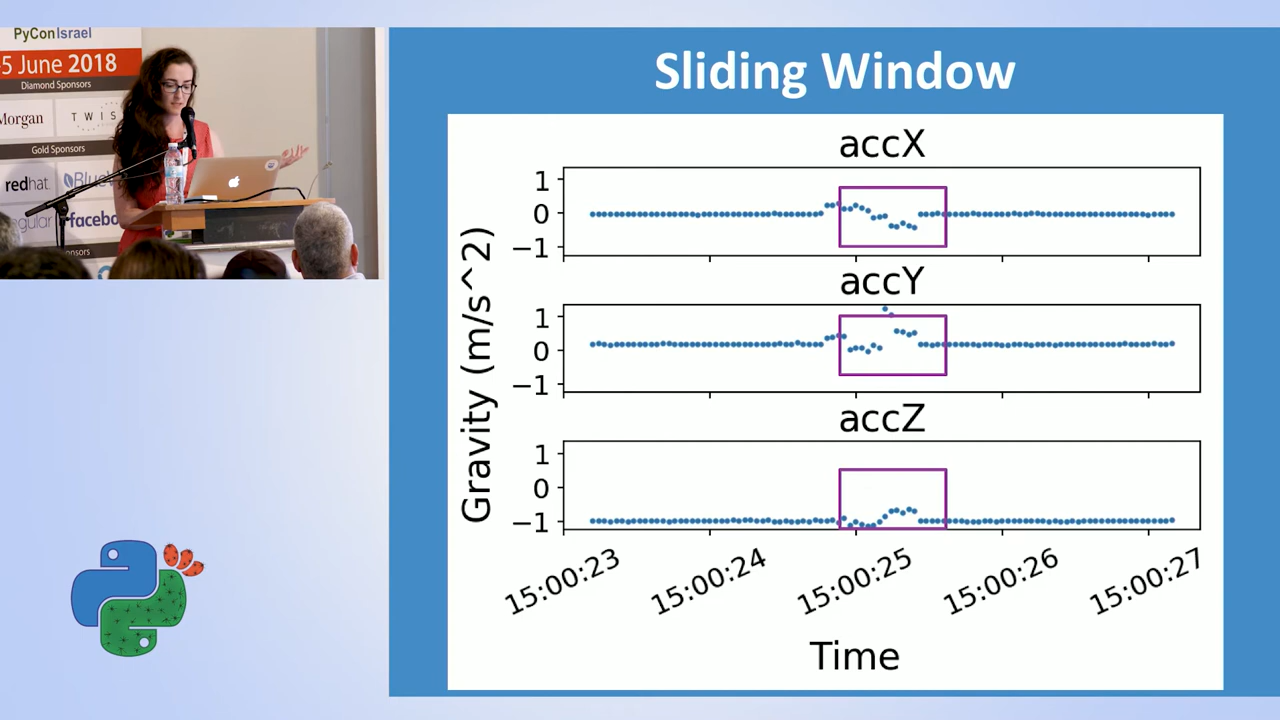 PyConIsrael
5 June 2018
Diamond Sponsors
Morgan
TWIS
Gold Sponsors
redhat.
Blue
gular
facebo
Sliding Window
accX
1
0
−1
accY
1
0
−1
accZ
1
0
−1
Gravity (m/s^2)
15:00:23
15:00:24
15:00:25
15:00:26
15:00:27
Time